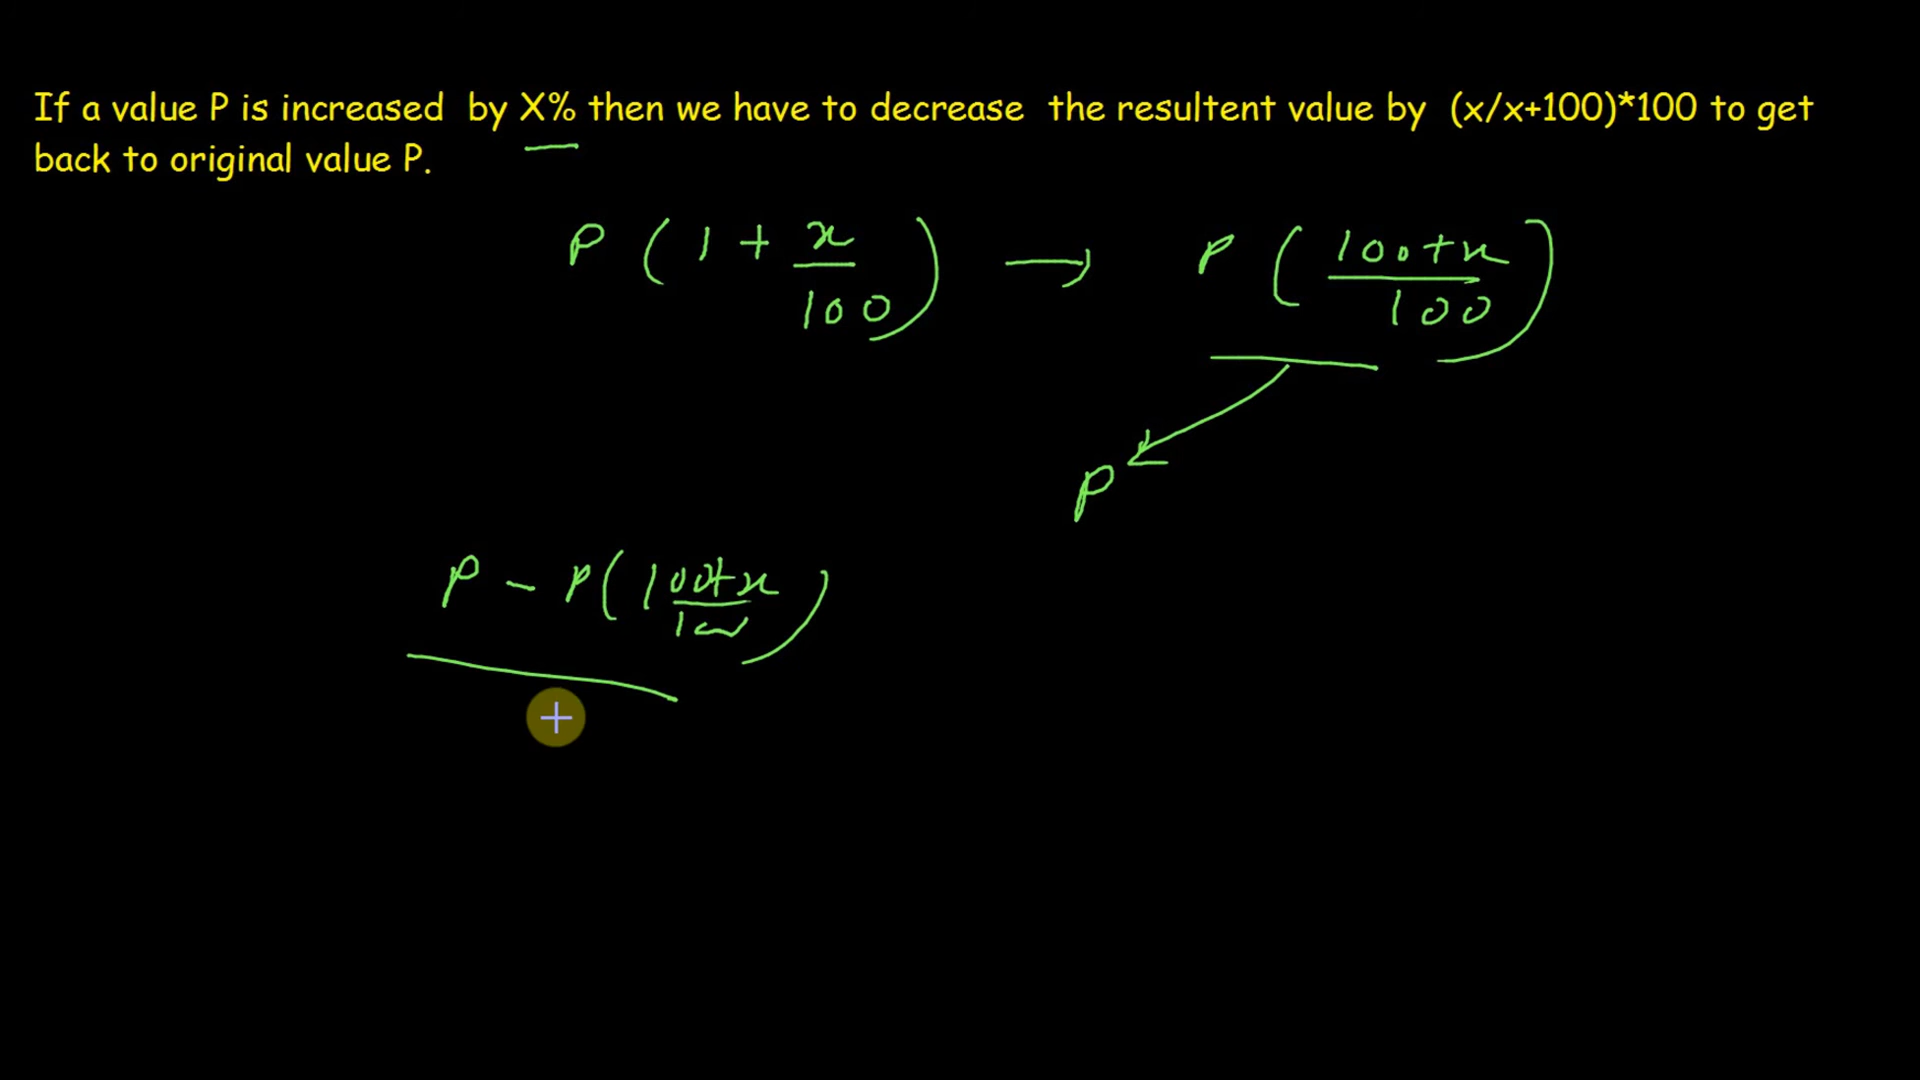 If a value P is increased by X% then we have to decrease the resultent value by (x/x+100)*100 to get
back to original value P.
P ( 1 + x/100 ) → P ( 100+x/100 )
P
P - P( 100+x/100 )